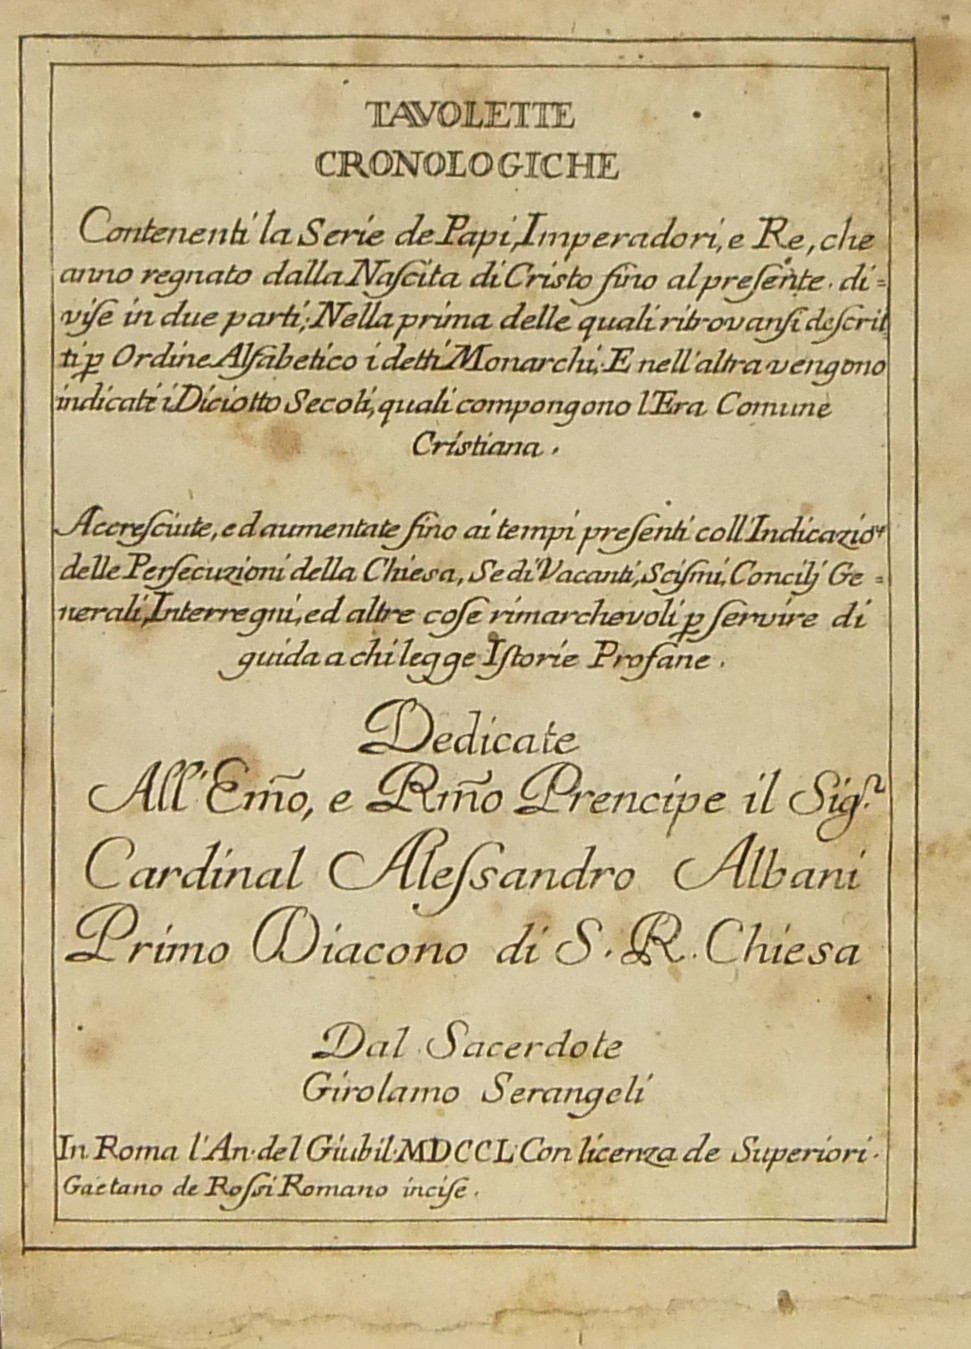 TAVOLETTE
CRONOLOGICHE
Contenenti la Serie de Papi, Imperadori, e Re, che
anno regnato dalla Naſcita di Cristo fino al preſente. di=
viſe in due parti; Nella prima delle quali ritrovanſi deſcrit
ti ꝑ Ordine Alfabetico i detti Monarchi. E nell'altra vengono
indicati i Diciotto Secoli, quali compongono l'Era Comune
Cristiana.
Accreſciute, ed aumentate fino ai tempi preſenti coll'Indicazio.ⁿᵉ
delle Perſecuzioni della Chiesa, Sedi Vacanti, Sciſmi, Concilj Ge=
nerali, Interregni, ed altre coſe rimarchevoli ꝑ ſervire di
guida a chi legge Iſtorie Profane.
Dedicate
All'Em̃o, e Rm̃o Prencipe il Sig.ʳ
Cardinal Aleſsandro Albani
Primo Diacono di S. R. Chiesa
Dal Sacerdote
Girolamo Serangeli
In Roma l'An. del Giubil. MDCCL. Con licenza de Superiori.
Gaetano de Roſsi Romano inciſe.